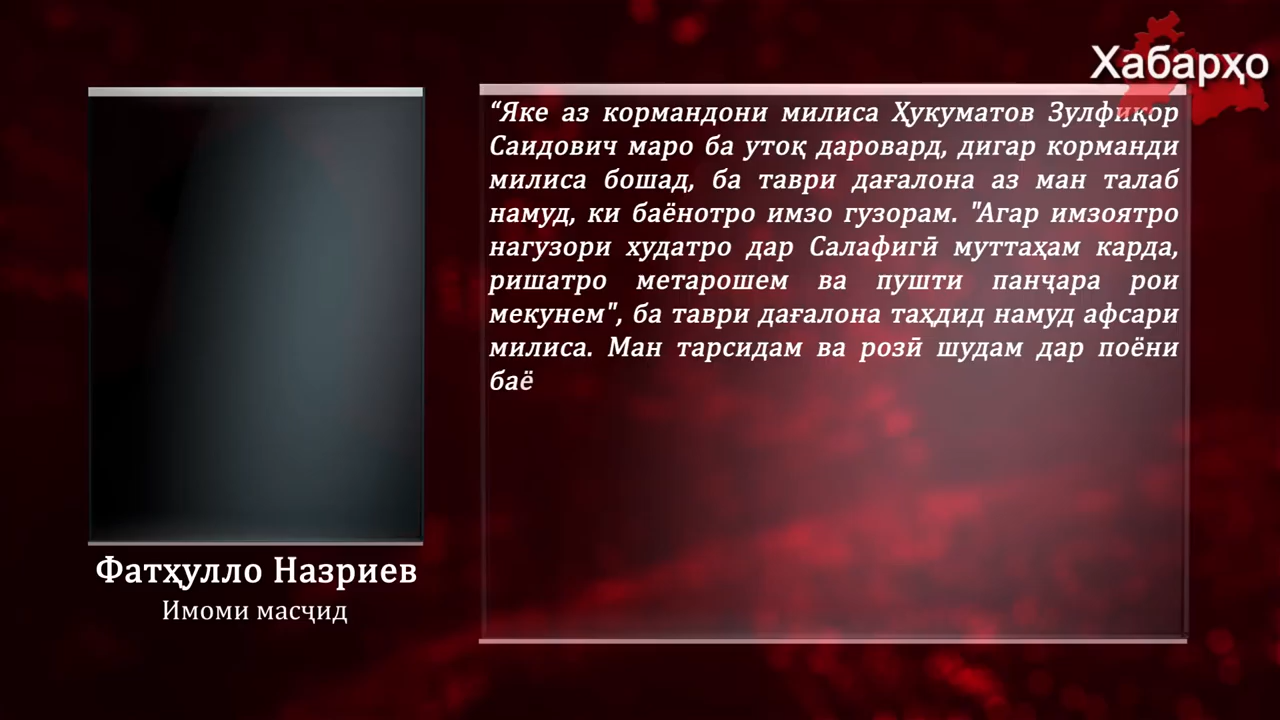 Хабарҳо
“Яке аз кормандони милиса Ҳукуматов Зулфиқор
Саидович маро ба утоқ даровард, дигар корманди
милиса бошад, ба таври дағалона аз ман талаб
намуд, ки баёнотро имзо гузорам. "Агар имзоятро
нагузори худатро дар Салафигӣ муттаҳам карда,
ришатро метарошем ва пушти панҷара рои
мекунем", ба таври дағалона таҳдид намуд афсари
милиса. Ман тарсидам ва розӣ шудам дар поёни
баё
Фатҳулло Назриев
Имоми масҷид